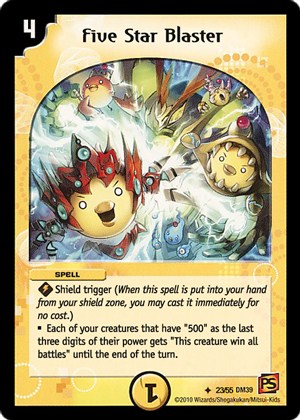 4 Five Star Blaster
SPELL
Shield trigger (When this spell is put into your hand
from your shield zone, you may cast it immediately for
no cost.)
▪ Each of your creatures that have "500" as the last
three digits of their power gets "This creature win all
battles" until the end of the turn.
1
✦ 23/55 DM39
PS
©2010 Wizards/Shogakukan/Mitsui-Kids